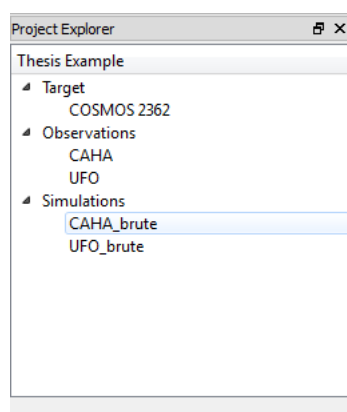 Project Explorer
Thesis Example
Target
COSMOS 2362
Observations
CAHA
UFO
Simulations
CAHA_brute
UFO_brute